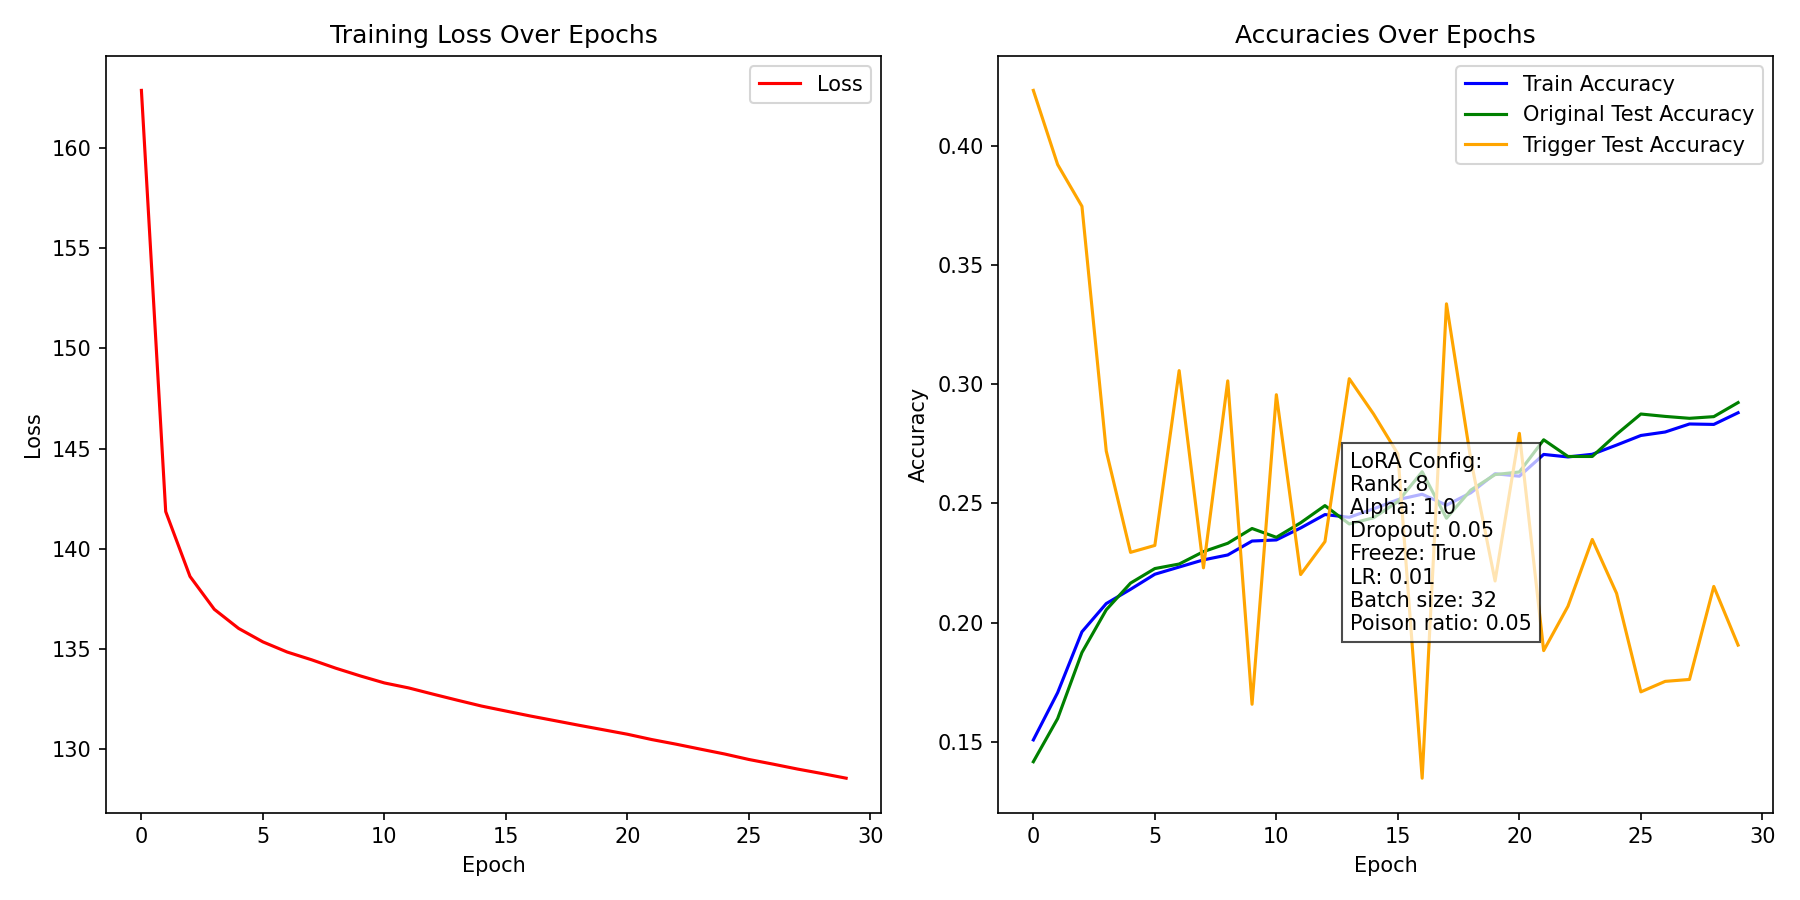 Training Loss Over Epochs
Loss
160
155
150
145
140
135
130
Loss
0 5 10 15 20 25 30
Epoch
Accuracies Over Epochs
Train Accuracy
Original Test Accuracy
Trigger Test Accuracy
0.40
0.35
0.30
0.25
0.20
0.15
Accuracy
LoRA Config:
Rank: 8
Alpha: 1.0
Dropout: 0.05
Freeze: True
LR: 0.01
Batch size: 32
Poison ratio: 0.05
0 5 10 15 20 25 30
Epoch